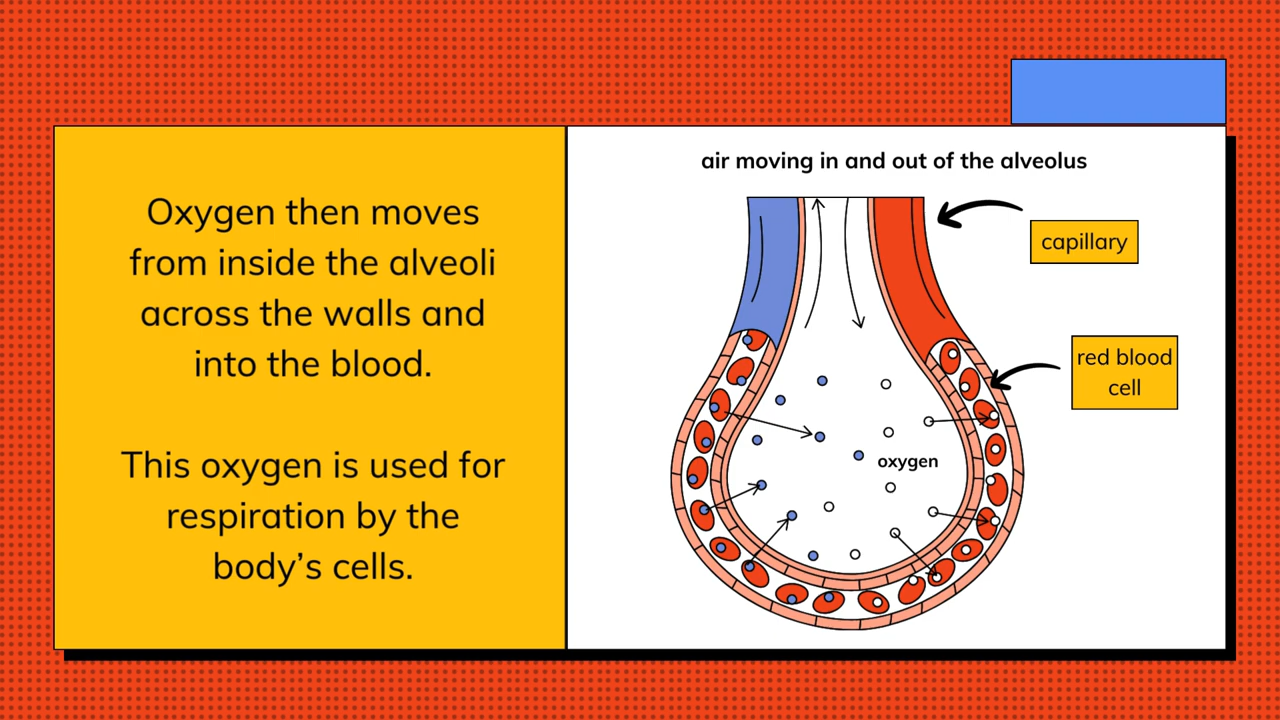 Oxygen then moves
from inside the alveoli
across the walls and
into the blood.
This oxygen is used for
respiration by the
body's cells.
air moving in and out of the alveolus
capillary
red blood
cell
oxygen